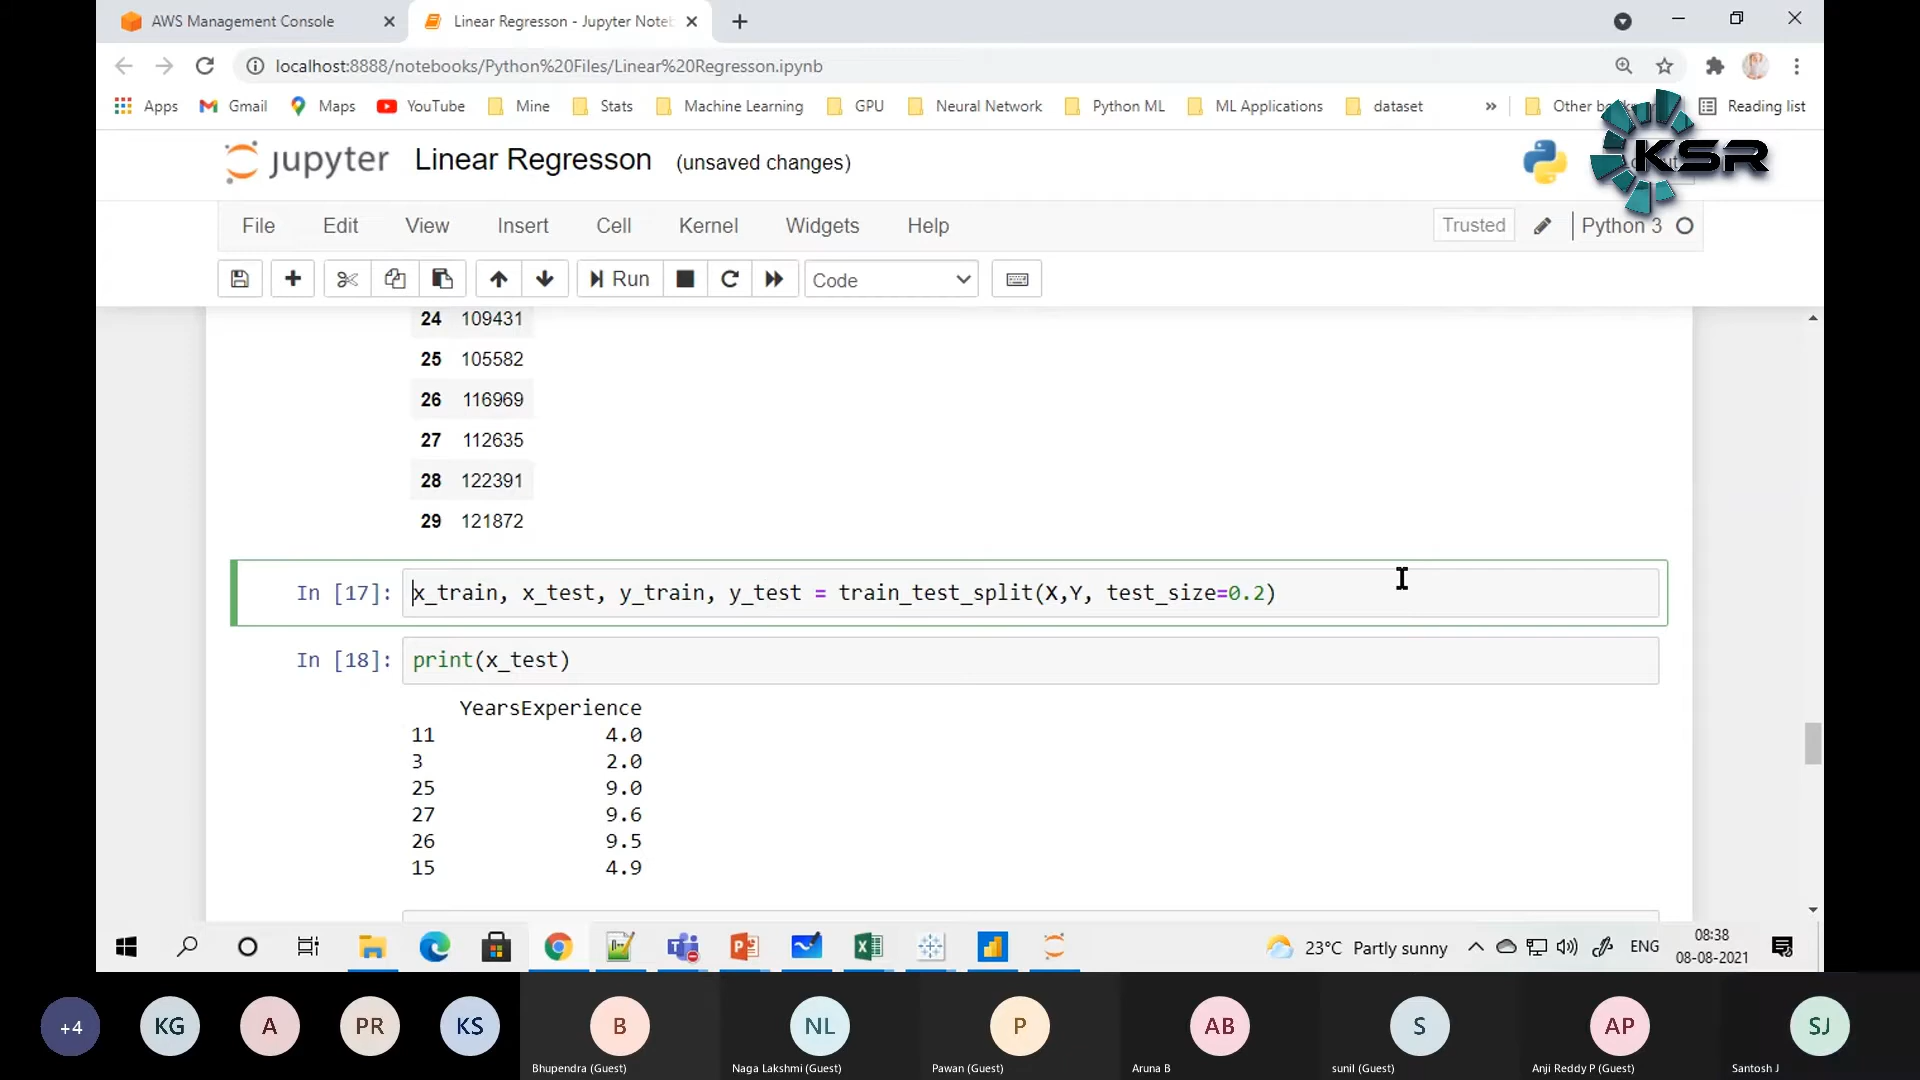 AWS Management Console
Linear Regresson - Jupyter Noteb
localhost:8888/notebooks/Python%20Files/Linear%20Regresson.ipynb
Apps Gmail Maps YouTube Mine Stats Machine Learning GPU Neural Network Python ML ML Applications dataset » Other Reading list
KSR
jupyter Linear Regresson (unsaved changes)
File Edit View Insert Cell Kernel Widgets Help Trusted Python 3
Run Code
24 109431
25 105582
26 116969
27 112635
28 122391
29 121872
In [17]: x_train, x_test, y_train, y_test = train_test_split(X,Y, test_size=0.2)
In [18]: print(x_test)
YearsExperience
11 4.0
3 2.0
25 9.0
27 9.6
26 9.5
15 4.9
23°C Partly sunny ENG 08:38
08-08-2021
+4 KG A PR KS B NL P AB S AP SJ
Bhupendra (Guest) Naga Lakshmi (Guest) Pawan (Guest) Aruna B sunil (Guest) Anji Reddy P (Guest) Santosh J